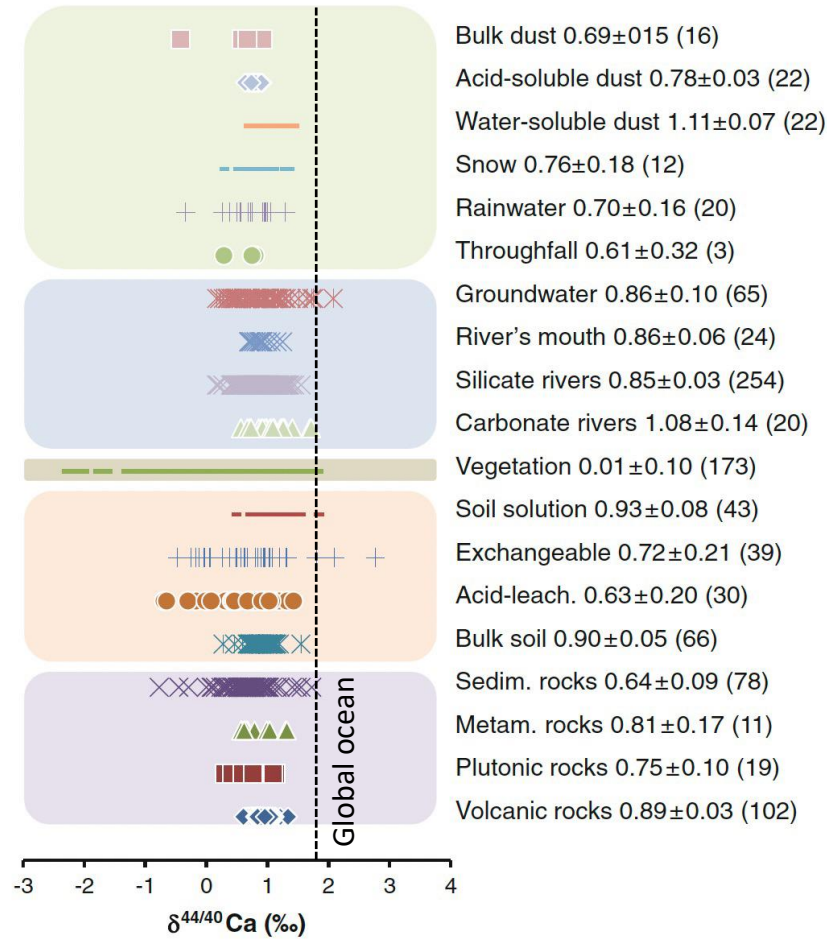 Bulk dust 0.69±015 (16)
Acid-soluble dust 0.78±0.03 (22)
Water-soluble dust 1.11±0.07 (22)
Snow 0.76±0.18 (12)
Rainwater 0.70±0.16 (20)
Throughfall 0.61±0.32 (3)
Groundwater 0.86±0.10 (65)
River's mouth 0.86±0.06 (24)
Silicate rivers 0.85±0.03 (254)
Carbonate rivers 1.08±0.14 (20)
Vegetation 0.01±0.10 (173)
Soil solution 0.93±0.08 (43)
Exchangeable 0.72±0.21 (39)
Acid-leach. 0.63±0.20 (30)
Bulk soil 0.90±0.05 (66)
Sedim. rocks 0.64±0.09 (78)
Metam. rocks 0.81±0.17 (11)
Plutonic rocks 0.75±0.10 (19)
Volcanic rocks 0.89±0.03 (102)
Global ocean
-3 -2 -1 0 1 2 3 4
δ44/40 Ca (‰)